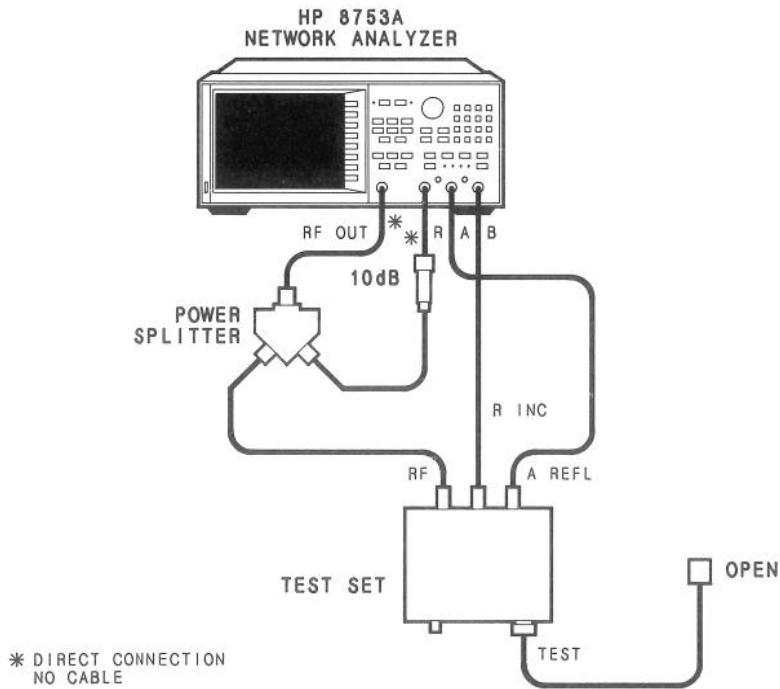 HP 8753A
NETWORK ANALYZER
RF OUT
*
*
R
A
B
10dB
POWER
SPLITTER
R INC
RF
A REFL
TEST SET
OPEN
TEST
* DIRECT CONNECTION
NO CABLE